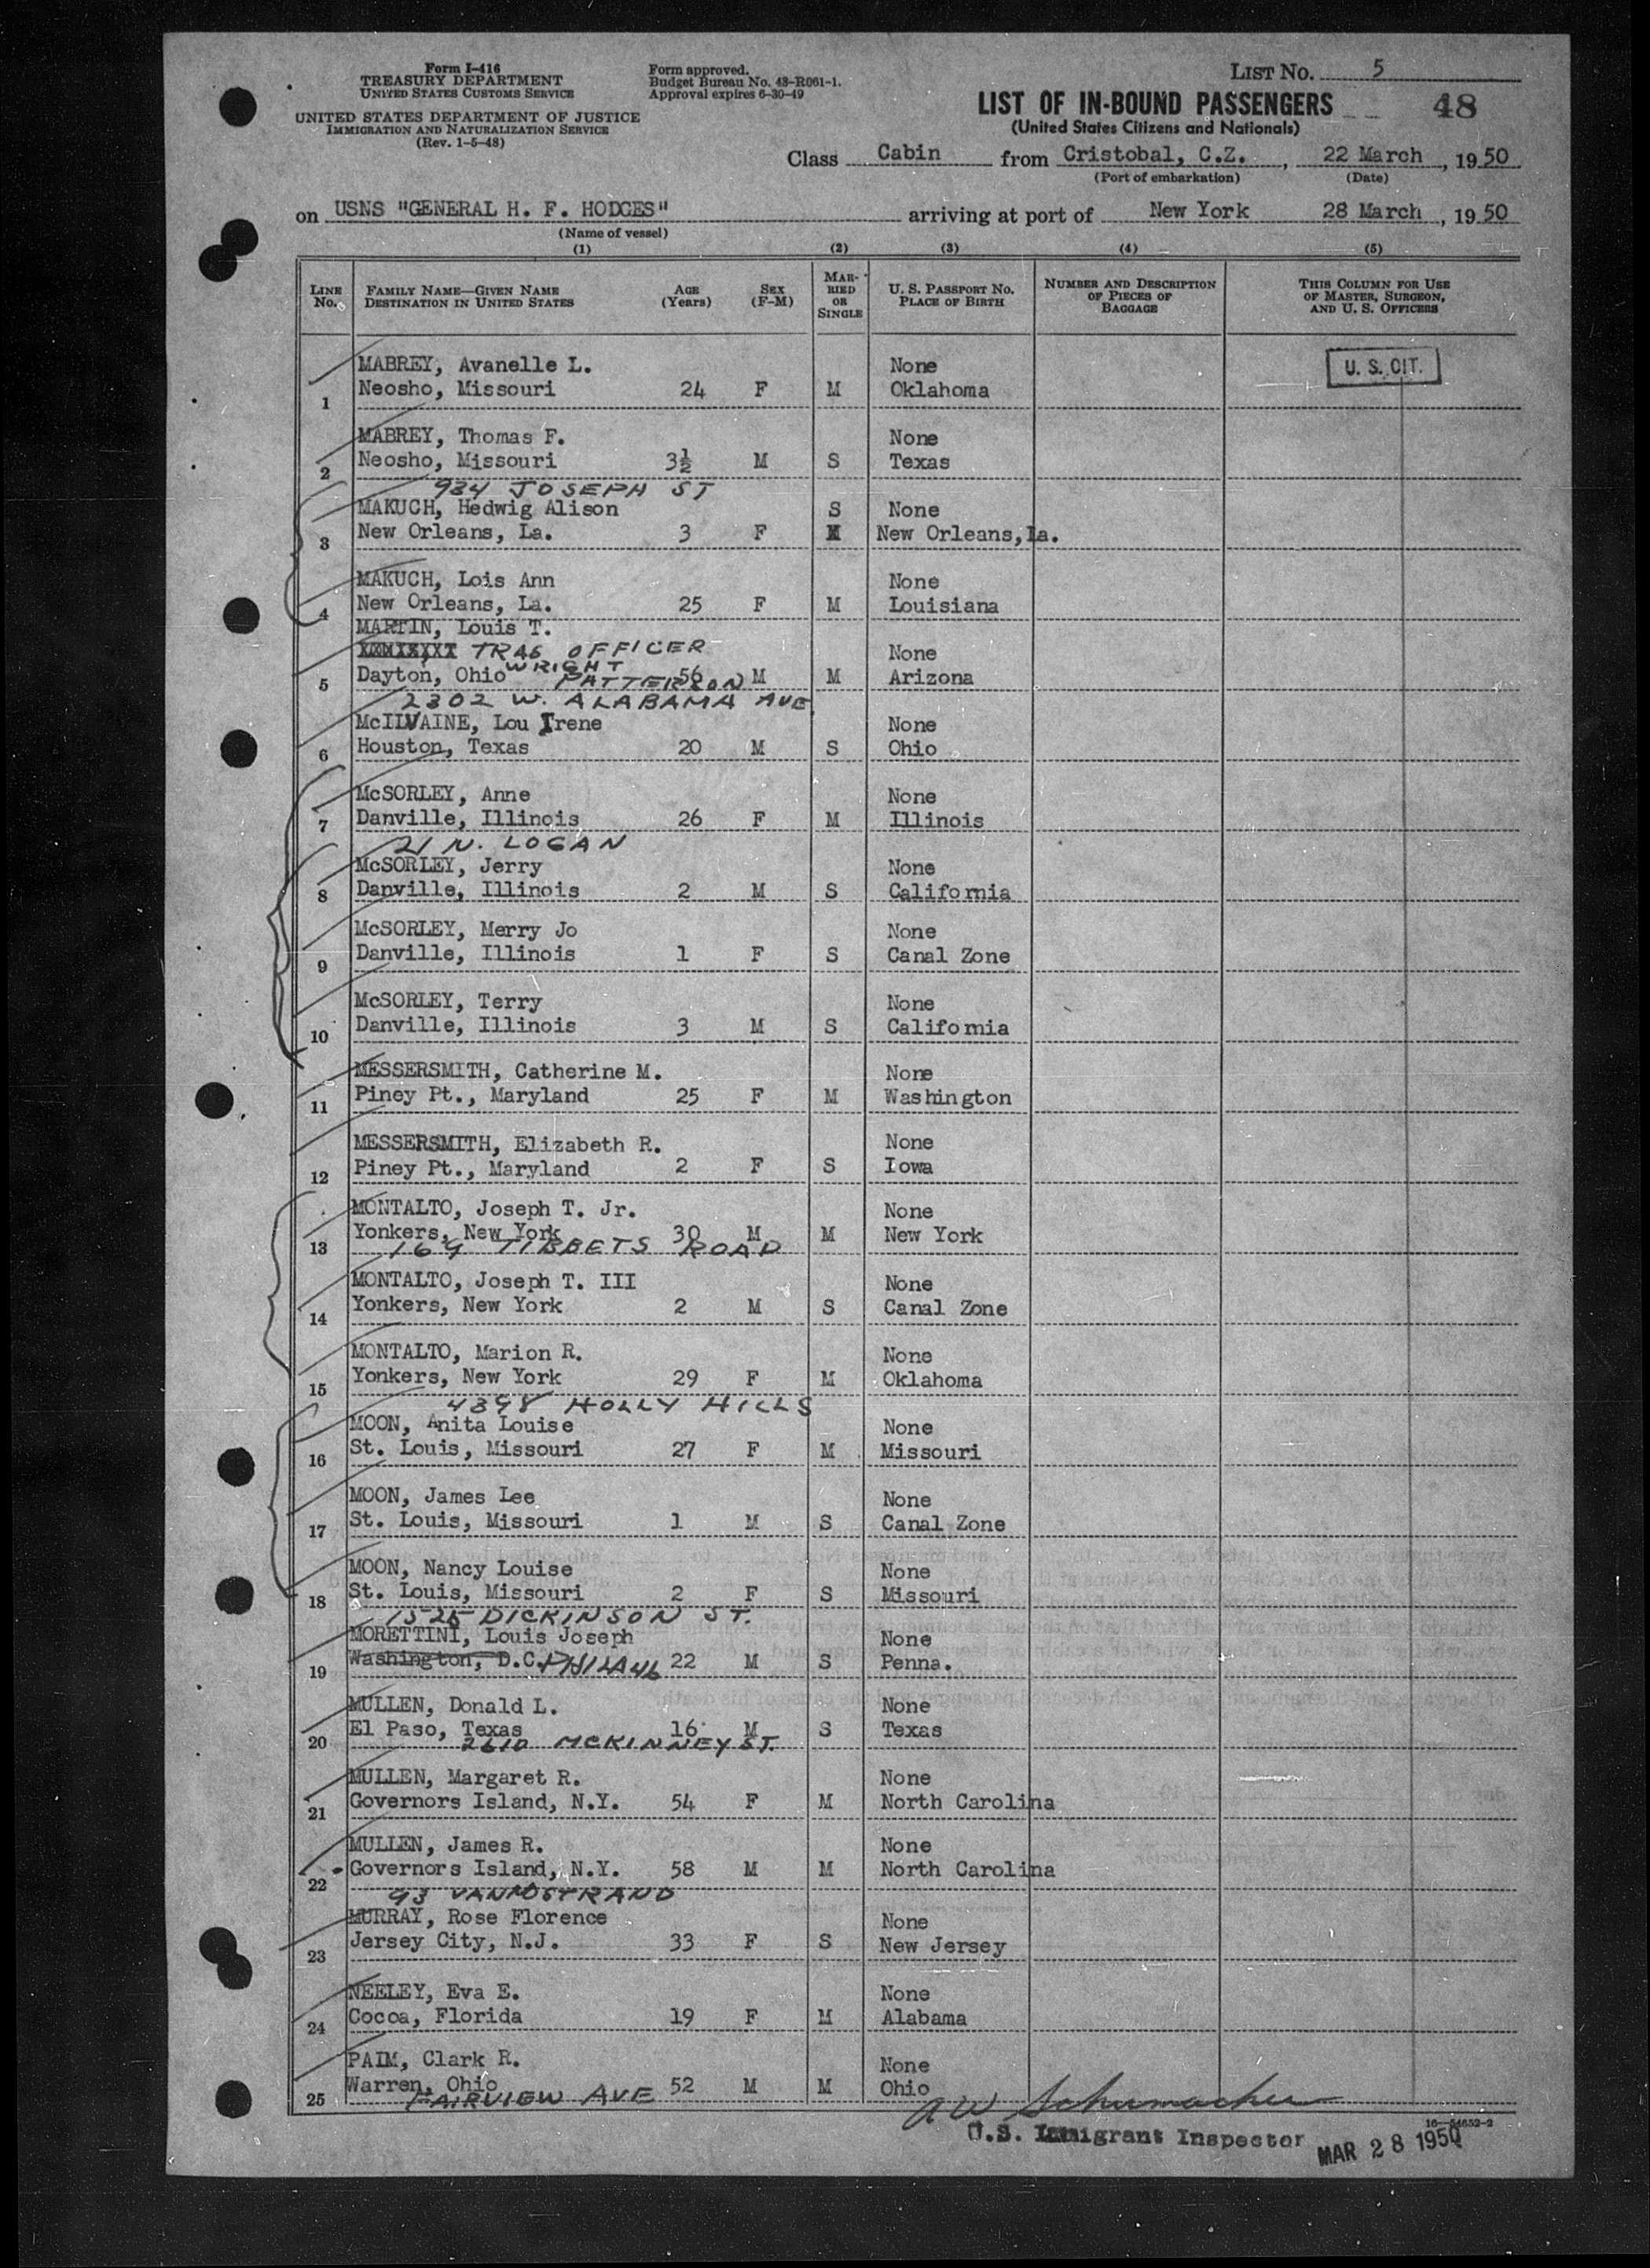 Form I-416
TREASURY DEPARTMENT
UNITED STATES CUSTOMS SERVICE
UNITED STATES DEPARTMENT OF JUSTICE
IMMIGRATION AND NATURALIZATION SERVICE
(Rev. 1-5-48)
Form approved.
Budget Bureau No. 43-R061-1.
Approval expires 6-30-49
LIST NO. 5
LIST OF IN-BOUND PASSENGERS 48
(United States Citizens and Nationals)
Class Cabin from Cristobal, C.Z. , 22 March , 19 50
(Port of embarkation) (Date)
on USNS "GENERAL H. F. HODGES" arriving at port of New York 28 March , 19 50
(Name of vessel)
(1) (2) (3) (4) (5)
LINE No. FAMILY NAME—GIVEN NAME DESTINATION IN UNITED STATES AGE (Years) SEX (F-M) MARRIED OR SINGLE U. S. PASSPORT NO. PLACE OF BIRTH NUMBER AND DESCRIPTION OF PIECES OF BAGGAGE THIS COLUMN FOR USE OF MASTER, SURGEON, AND U. S. OFFICERS
MABREY, Avanelle L. None U. S. CIT.
1 Neosho, Missouri 24 F M Oklahoma
MABREY, Thomas F. None
2 Neosho, Missouri 3½ M S Texas
934 JOSEPH ST
MAKUCH, Hedwig Alison S None
3 New Orleans, La. 3 F New Orleans, La.
MAKUCH, Lois Ann None
4 New Orleans, La. 25 F M Louisiana
MARTIN, Louis T.
TRAS OFFICER None
5 Dayton, Ohio WRIGHT PATTERSON 56 M M Arizona
2302 W. ALABAMA AVE
McILVAINE, Lou Irene None
6 Houston, Texas 20 M S Ohio
McSORLEY, Anne None
7 Danville, Illinois 26 F M Illinois
21 N. LOGAN
McSORLEY, Jerry None
8 Danville, Illinois 2 M S California
McSORLEY, Merry Jo None
9 Danville, Illinois 1 F S Canal Zone
McSORLEY, Terry None
10 Danville, Illinois 3 M S California
MESSERSMITH, Catherine M. None
11 Piney Pt., Maryland 25 F M Washington
MESSERSMITH, Elizabeth R. None
12 Piney Pt., Maryland 2 F S Iowa
MONTALTO, Joseph T. Jr. None
13 Yonkers, New York 30 M M New York
169 TIBBETS ROAD
MONTALTO, Joseph T. III None
14 Yonkers, New York 2 M S Canal Zone
MONTALTO, Marion R. None
15 Yonkers, New York 29 F M Oklahoma
4398 HOLLY HILLS
MOON, Anita Louise None
16 St. Louis, Missouri 27 F M Missouri
MOON, James Lee None
17 St. Louis, Missouri 1 M S Canal Zone
MOON, Nancy Louise None
18 St. Louis, Missouri 2 F S Missouri
1525 DICKINSON ST.
MORETTINI, Louis Joseph None
19 Washington, D.C. PHILA 46 22 M S Penna.
MULLEN, Donald L. None
20 El Paso, Texas 16 M S Texas
2610 MCKINNEY ST.
MULLEN, Margaret R. None
21 Governors Island, N.Y. 54 F M North Carolina
MULLEN, James R. None
22 Governors Island, N.Y. 58 M M North Carolina
93 VANNOSTRAND
MURRAY, Rose Florence None
23 Jersey City, N.J. 33 F S New Jersey
NEELEY, Eva E. None
24 Cocoa, Florida 19 F M Alabama
PAIM, Clark R. None
25 Warren, Ohio 52 M M Ohio
FAIRVIEW AVE
AW Schumacher
U.S. Immigrant Inspector
16—54652-2
MAR 28 1950